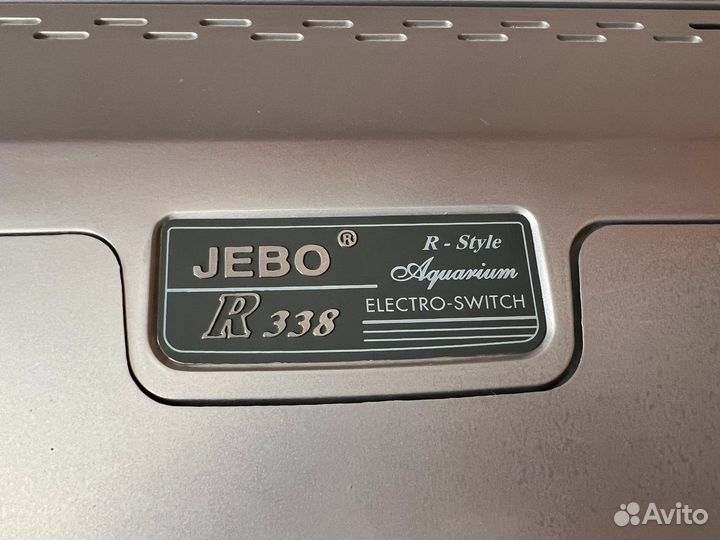 JEBO®
R 338
R - Style
Aquarium
ELECTRO-SWITCH
Avito